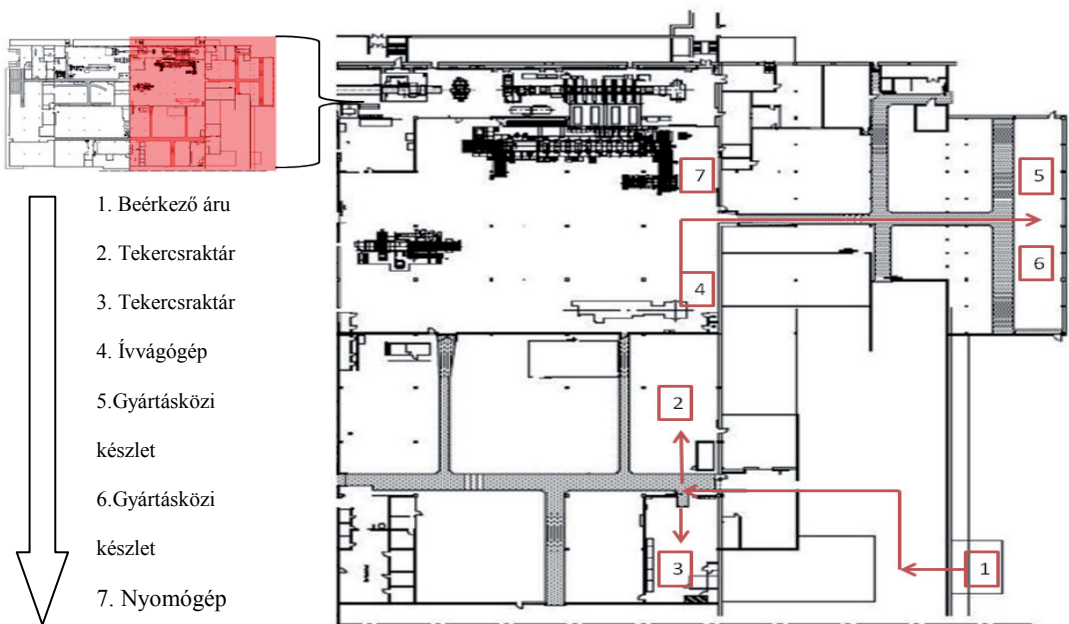 1. Beérkező áru
2. Tekercsraktár
3. Tekercsraktár
4. Ívvágógép
5.Gyártásközi
készlet
6.Gyártásközi
készlet
7. Nyomógép
7
5
6
4
2
3
1